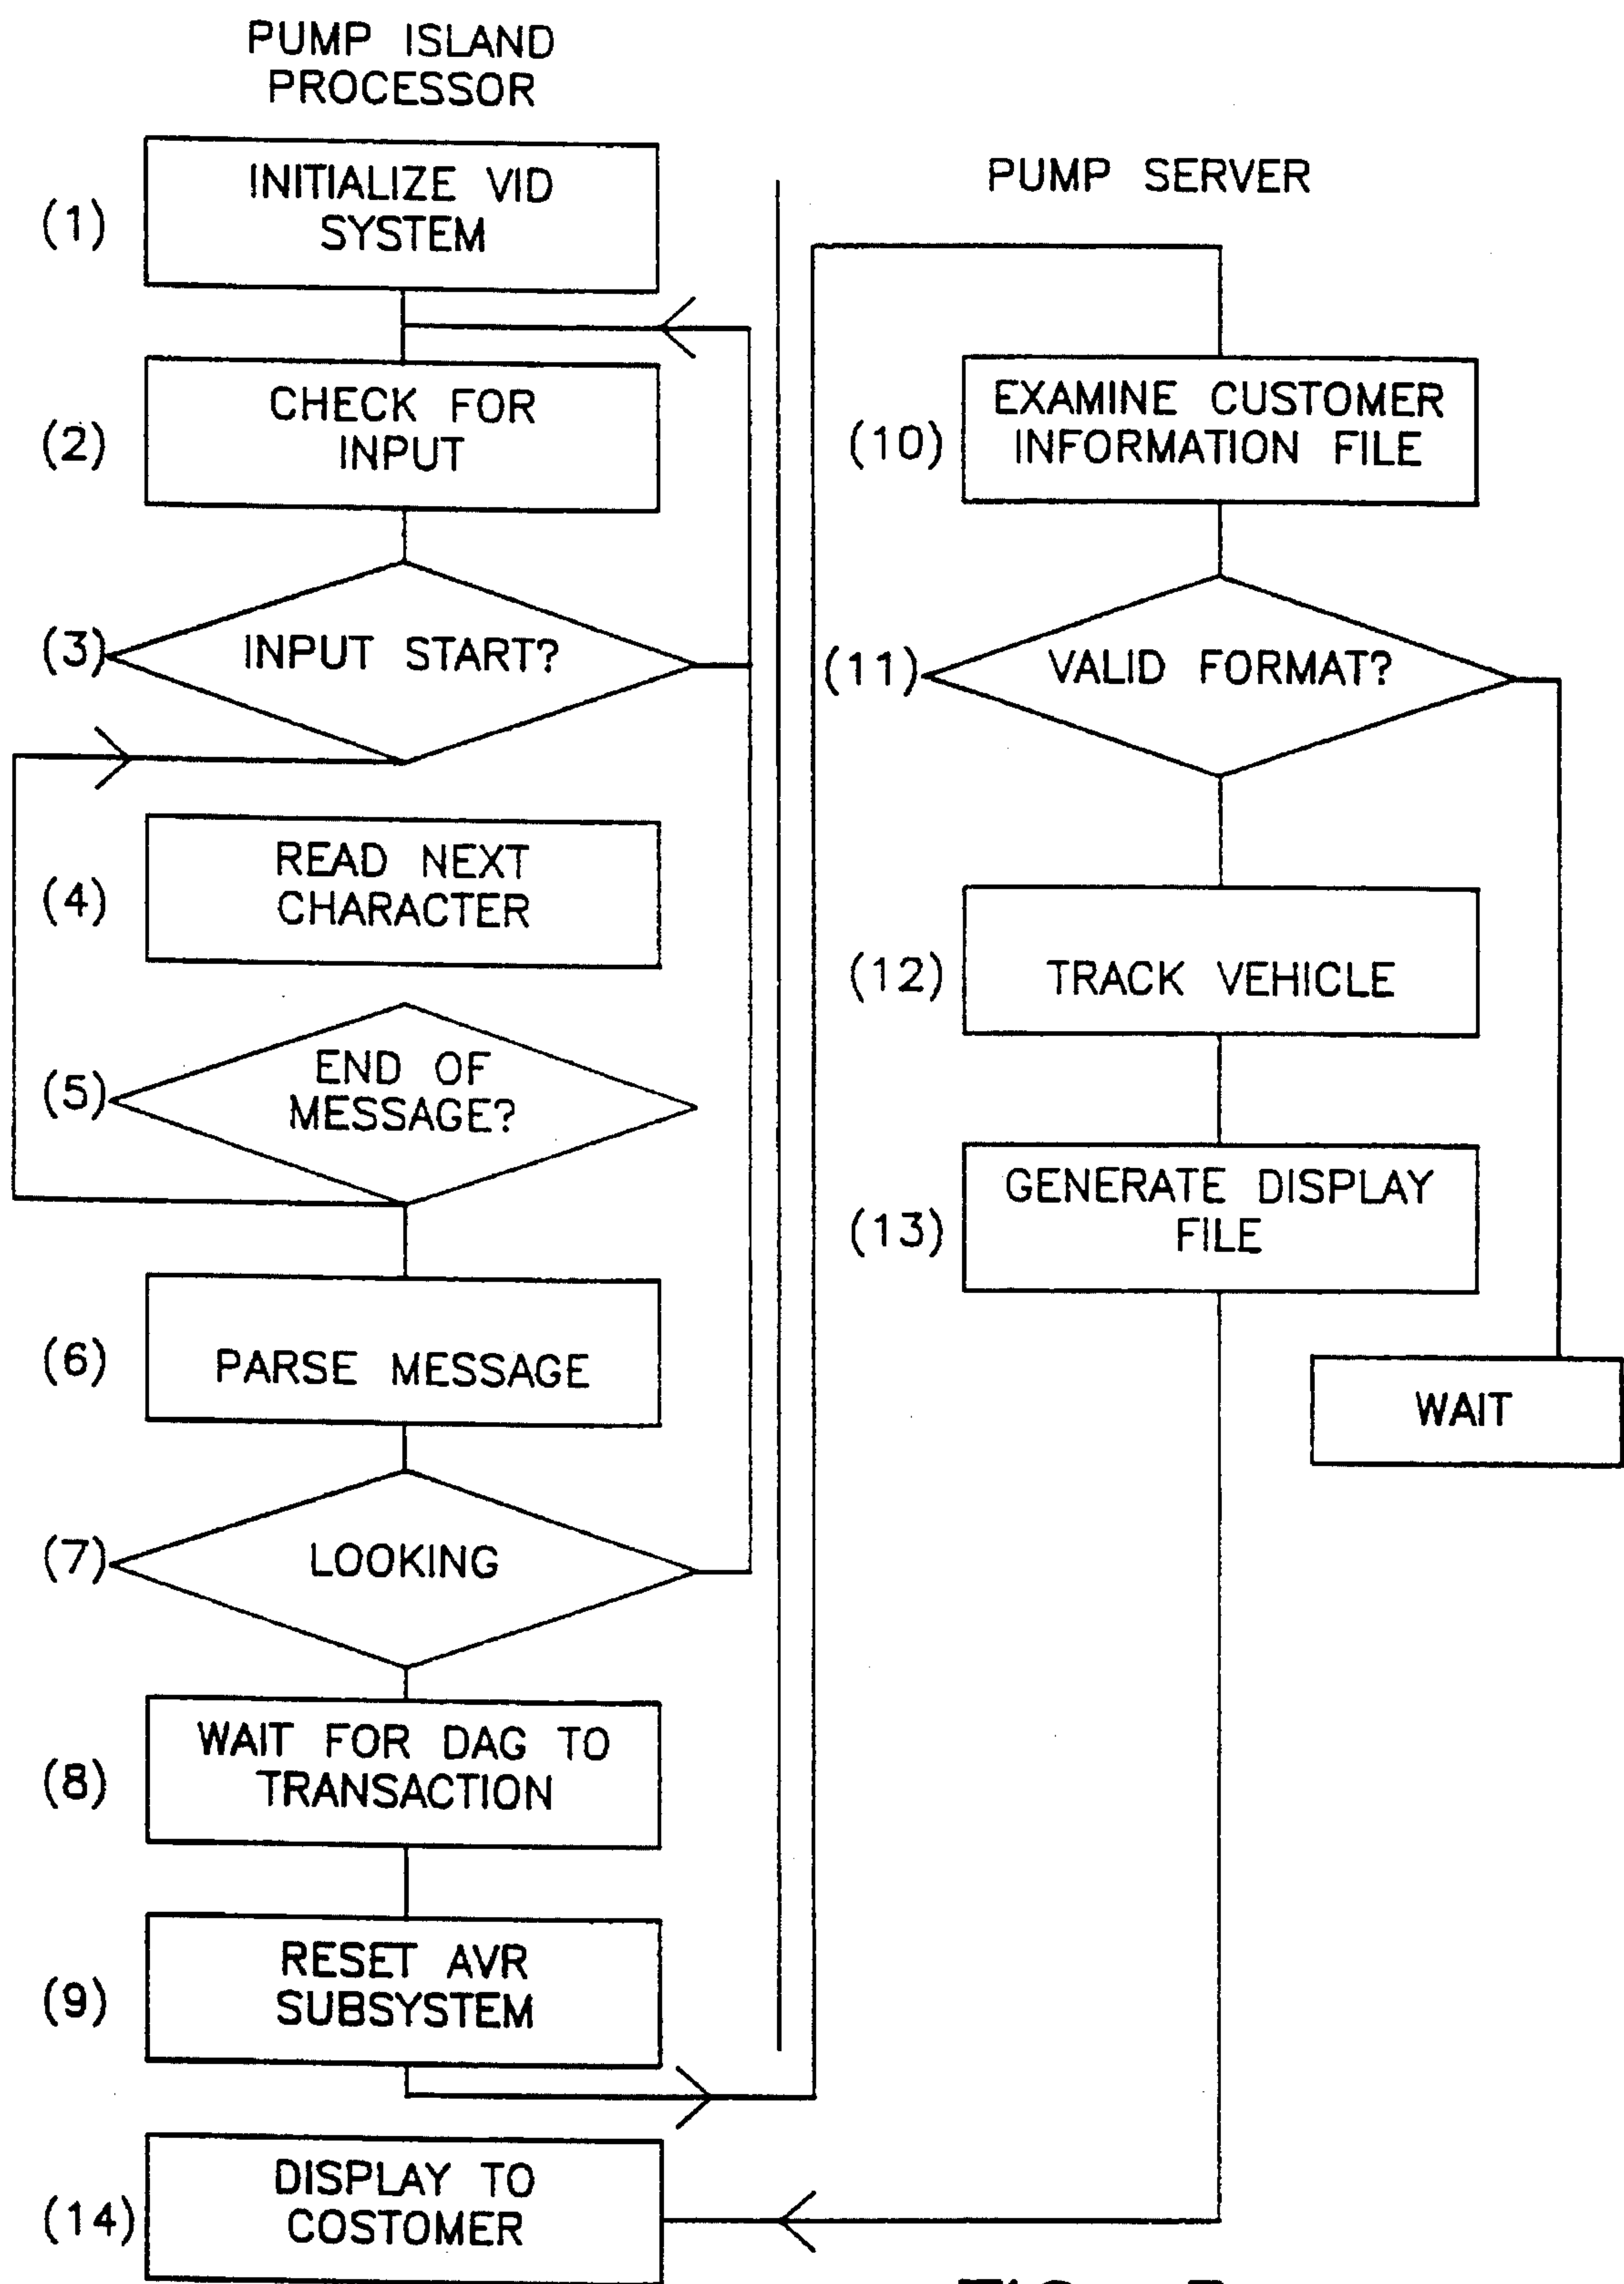 PUMP ISLAND
PROCESSOR
(1)
INITIALIZE VID
SYSTEM
(2)
CHECK FOR
INPUT
(3)
INPUT START?
(4)
READ NEXT
CHARACTER
(5)
END OF
MESSAGE?
(6)
PARSE MESSAGE
(7)
LOOKING
(8)
WAIT FOR DAG TO
TRANSACTION
(9)
RESET AVR
SUBSYSTEM
(14)
DISPLAY TO
COSTOMER
PUMP SERVER
(10)
EXAMINE CUSTOMER
INFORMATION FILE
(11)
VALID FORMAT?
(12)
TRACK VEHICLE
(13)
GENERATE DISPLAY
FILE
WAIT